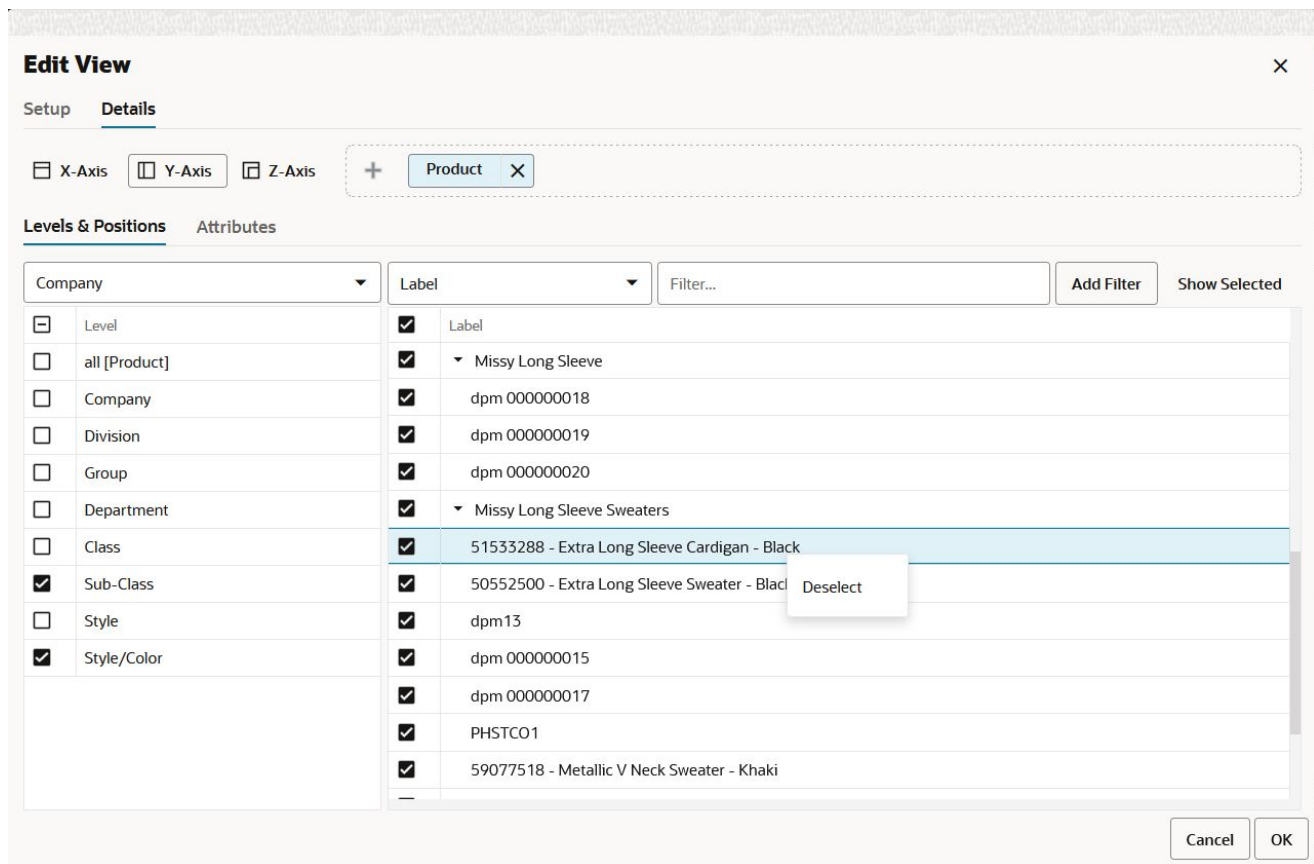 Edit View
Setup Details
X-Axis Y-Axis Z-Axis Product
Levels & Positions Attributes
Company Label Filter... Add Filter Show Selected
Level Label
all [Product] Missy Long Sleeve
Company dpm 000000018
Division dpm 000000019
Group dpm 000000020
Department Missy Long Sleeve Sweaters
Class 51533288 - Extra Long Sleeve Cardigan - Black
Sub-Class 50552500 - Extra Long Sleeve Sweater - Deselect
Style dpm13
Style/Color dpm 000000015
dpm 000000017
PHSTCO1
59077518 - Metallic V Neck Sweater - Khaki
Cancel OK